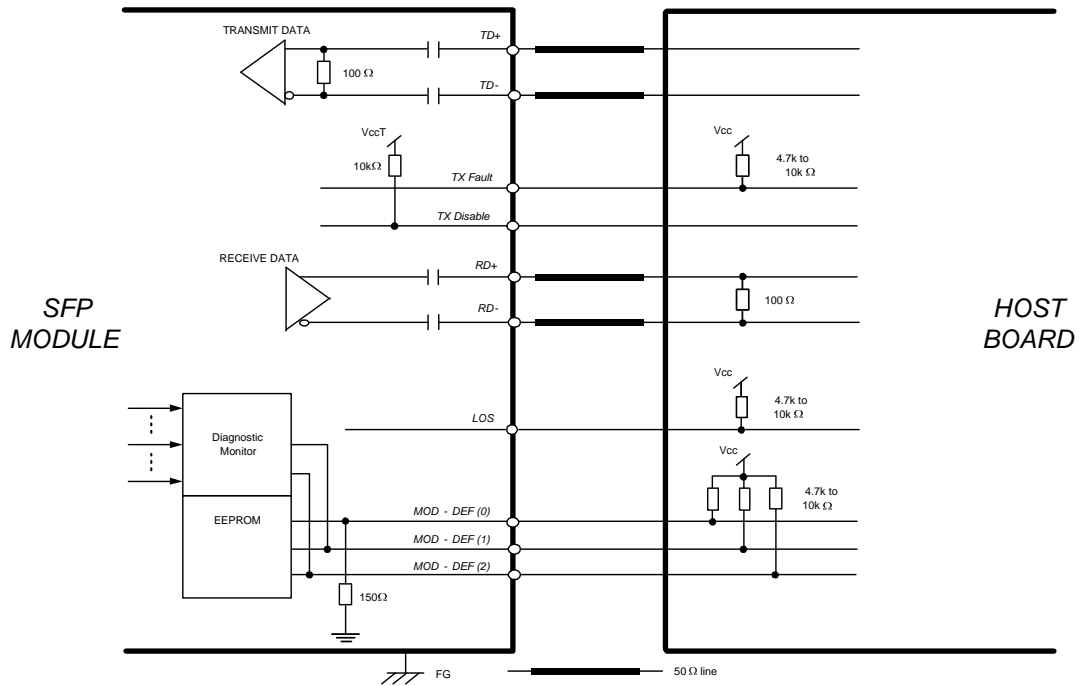 TRANSMIT DATA
TD+
100 Ω
TD-
VccT
10kΩ
TX Fault
TX Disable
Vcc
4.7k to
10k Ω
RECEIVE DATA
RD+
RD-
100 Ω
SFP
MODULE
HOST
BOARD
Vcc
4.7k to
10k Ω
LOS
Diagnostic
Monitor
Vcc
4.7k to
10k Ω
EEPROM
MOD - DEF (0)
MOD - DEF (1)
MOD - DEF (2)
150Ω
FG
50 Ω line